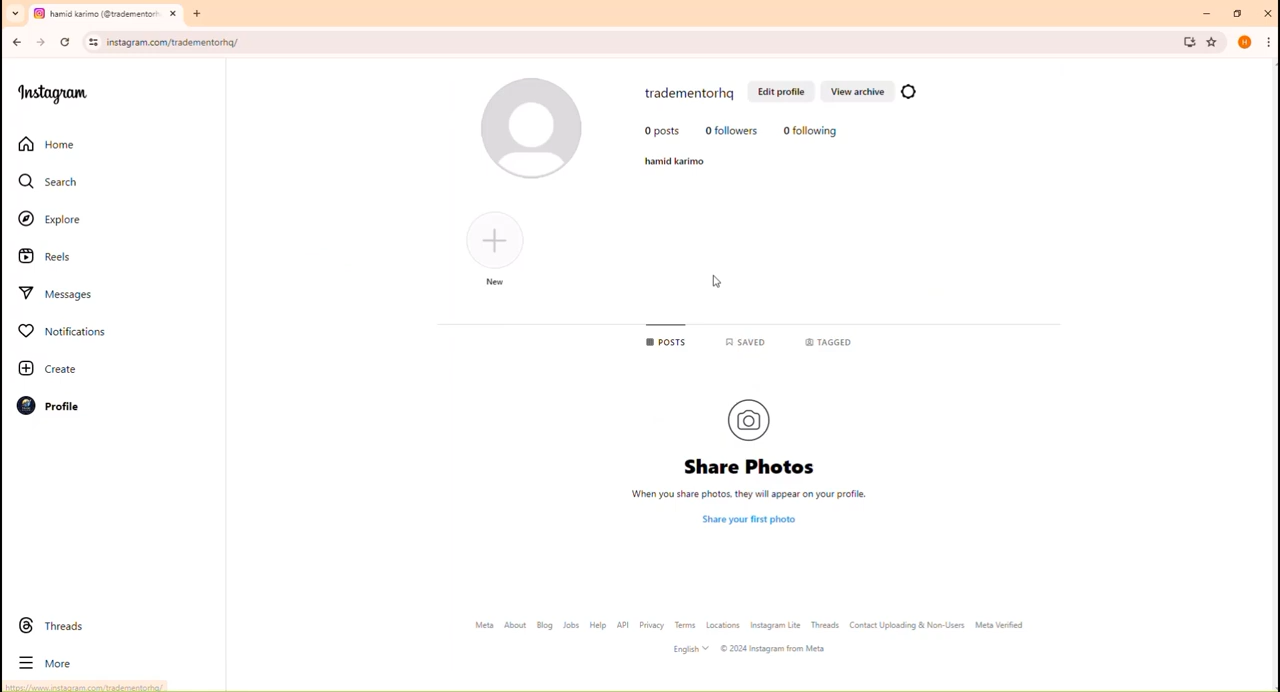 hamid karimo (@tradementorh
instagram.com/tradementorhq/
H
Instagram
Home
Search
Explore
Reels
Messages
Notifications
Create
Profile
Threads
More
tradementorhq Edit profile View archive
0 posts 0 followers 0 following
hamid karimo
New
POSTS SAVED TAGGED
Share Photos
When you share photos, they will appear on your profile.
Share your first photo
Meta About Blog Jobs Help API Privacy Terms Locations Instagram Lite Threads Contact Uploading & Non-Users Meta Verified
English © 2024 Instagram from Meta
https://www.instagram.com/tradementorhq/